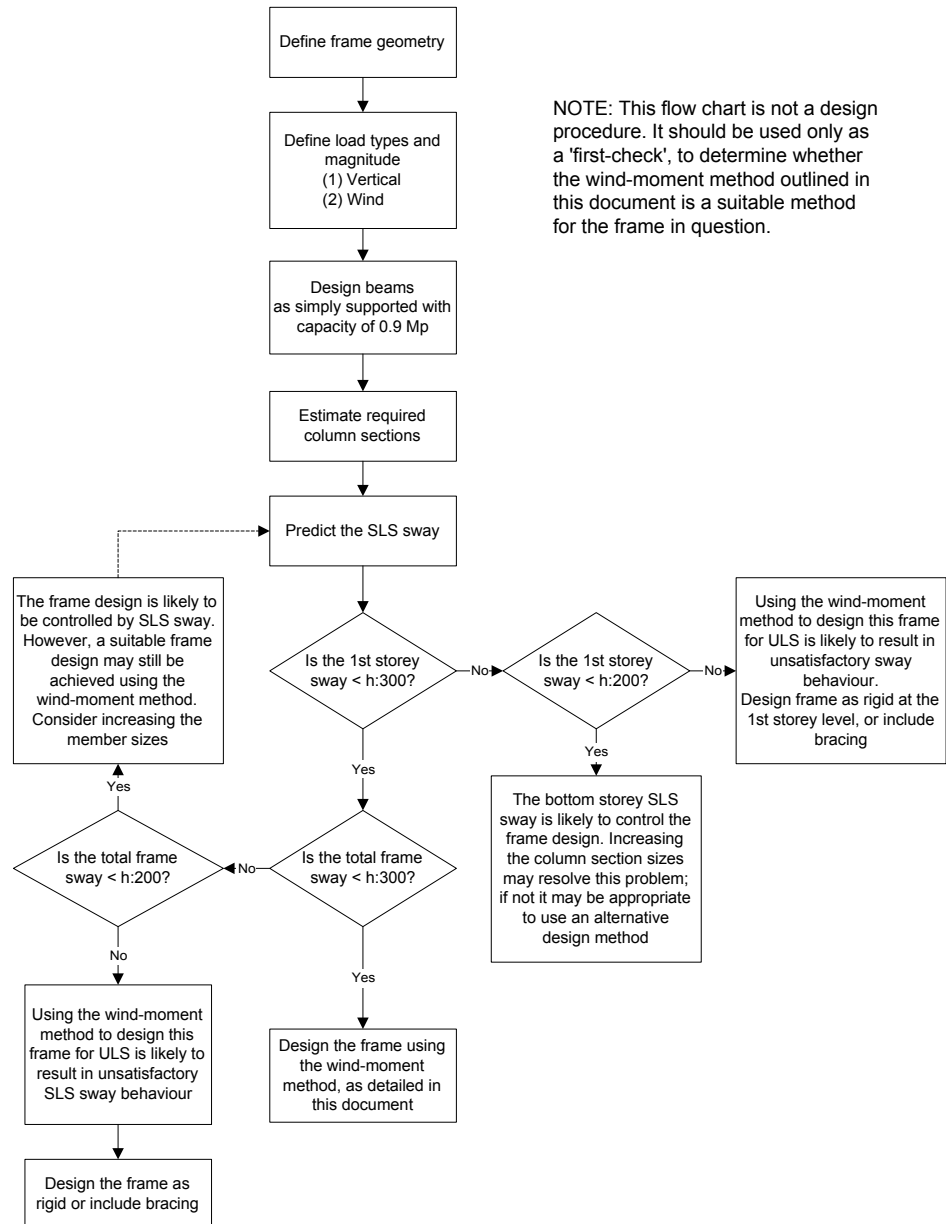 Define frame geometry
NOTE: This flow chart is not a design
procedure. It should be used only as
a 'first-check', to determine whether
the wind-moment method outlined in
this document is a suitable method
for the frame in question.
Define load types and
magnitude
(1) Vertical
(2) Wind
Design beams
as simply supported with
capacity of 0.9 Mp
Estimate required
column sections
Predict the SLS sway
The frame design is likely to
be controlled by SLS sway.
However, a suitable frame
design may still be
achieved using the
wind-moment method.
Consider increasing the
member sizes
Is the 1st storey
sway < h:300?
No
Is the 1st storey
sway < h:200?
No
Using the wind-moment
method to design this frame
for ULS is likely to result in
unsatisfactory sway
behaviour.
Design frame as rigid at the
1st storey level, or include
bracing
Yes
Yes
Yes
The bottom storey SLS
sway is likely to control the
frame design. Increasing
the column section sizes
may resolve this problem;
if not it may be appropriate
to use an alternative
design method
Is the total frame
sway < h:200?
No
Is the total frame
sway < h:300?
No
Yes
Using the wind-moment
method to design this
frame for ULS is likely to
result in unsatisfactory
SLS sway behaviour
Design the frame using
the wind-moment
method, as detailed in
this document
Design the frame as
rigid or include bracing